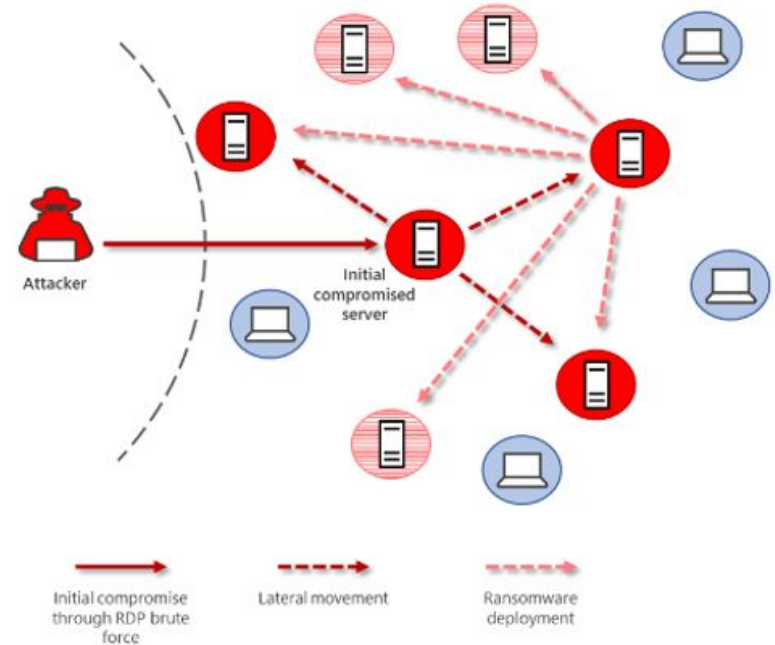 Attacker
Initial
compromised
server
Initial compromise
through RDP brute
force
Lateral movement
Ransomware
deployment